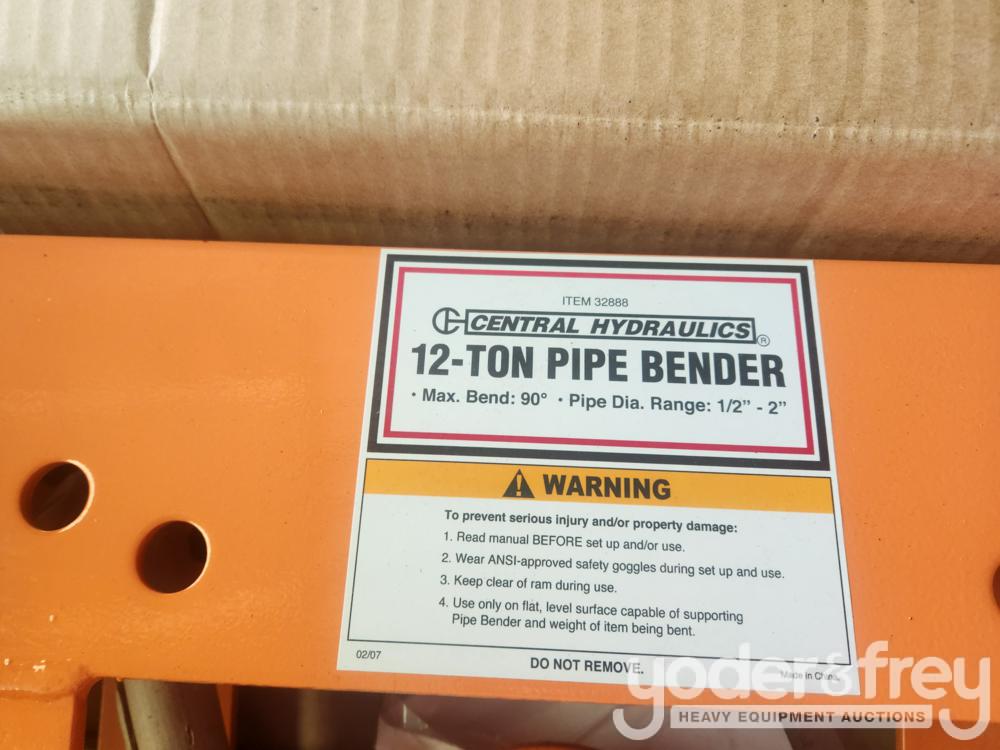 ITEM 32888
CENTRAL HYDRAULICS®
12-TON PIPE BENDER
• Max. Bend: 90° • Pipe Dia. Range: 1/2" - 2"
WARNING
To prevent serious injury and/or property damage:
1. Read manual BEFORE set up and/or use.
2. Wear ANSI-approved safety goggles during set up and use.
3. Keep clear of ram during use.
4. Use only on flat, level surface capable of supporting
Pipe Bender and weight of item being bent.
02/07
DO NOT REMOVE.
Made in China
yoder&frey
HEAVY EQUIPMENT AUCTIONS